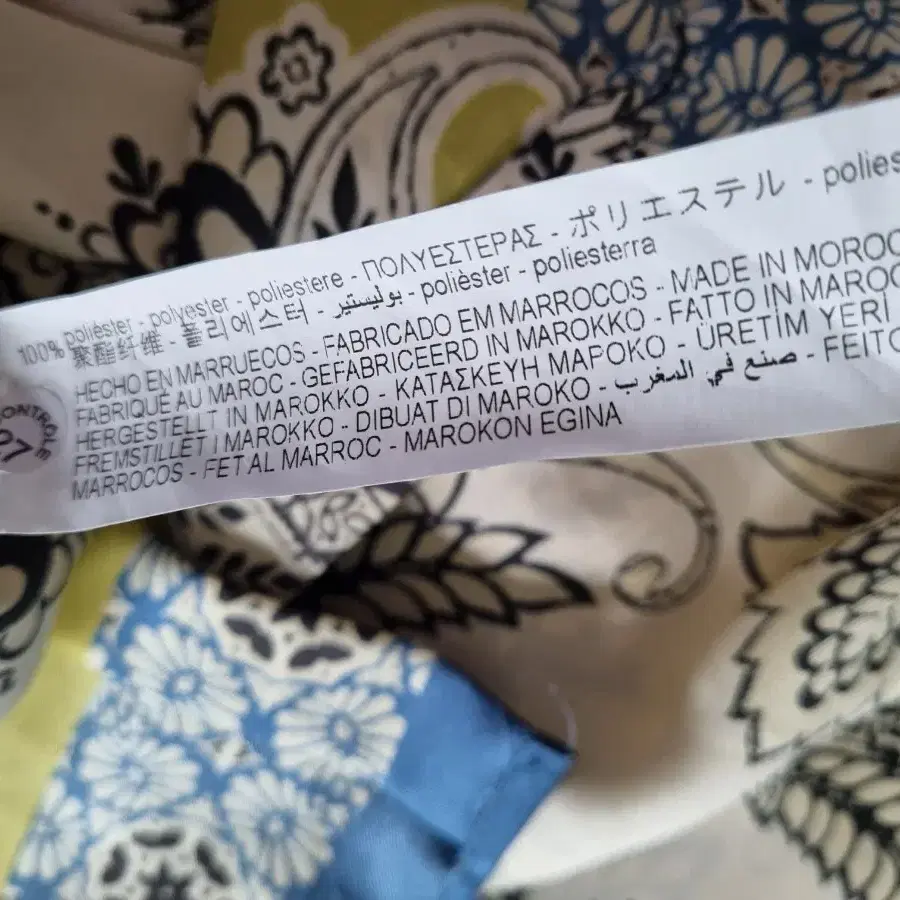 100% poliéster - polyester - poliestere - ΠΟΛΥΕΣΤΕΡΑΣ - ポリエステル - polies
聚酯纤维 - 폴리에스터 - بوليستير - polièster - poliesterra
HECHO EN MARRUECOS - FABRICADO EM MARROCOS - MADE IN MOROC
FABRIQUÉ AU MAROC - GEFABRICEERD IN MAROKKO - FATTO IN MAROC
HERGESTELLT IN MAROKKO - ΚΑΤΑΣΚΕΥΗ ΜΑΡΟΚΟ - ÜRETİM YERİ
FREMSTILLET I MAROKKO - DIBUAT DI MAROKO - صنع في المغرب - FEITO
MARROCOS - FET AL MARROC - MAROKON EGINA
CONTRÔLE
27